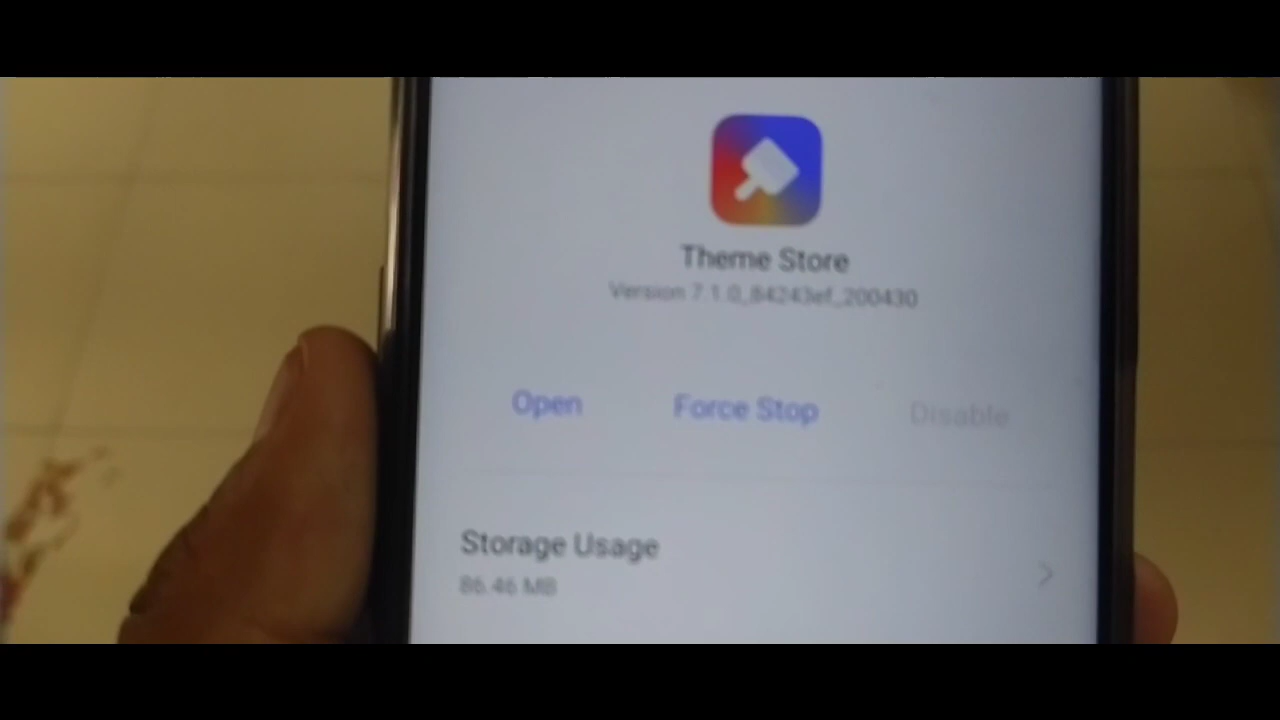 Theme Store
Version 7.1.0_84243ef_200430
Open Force Stop Disable
Storage Usage
86.46 MB